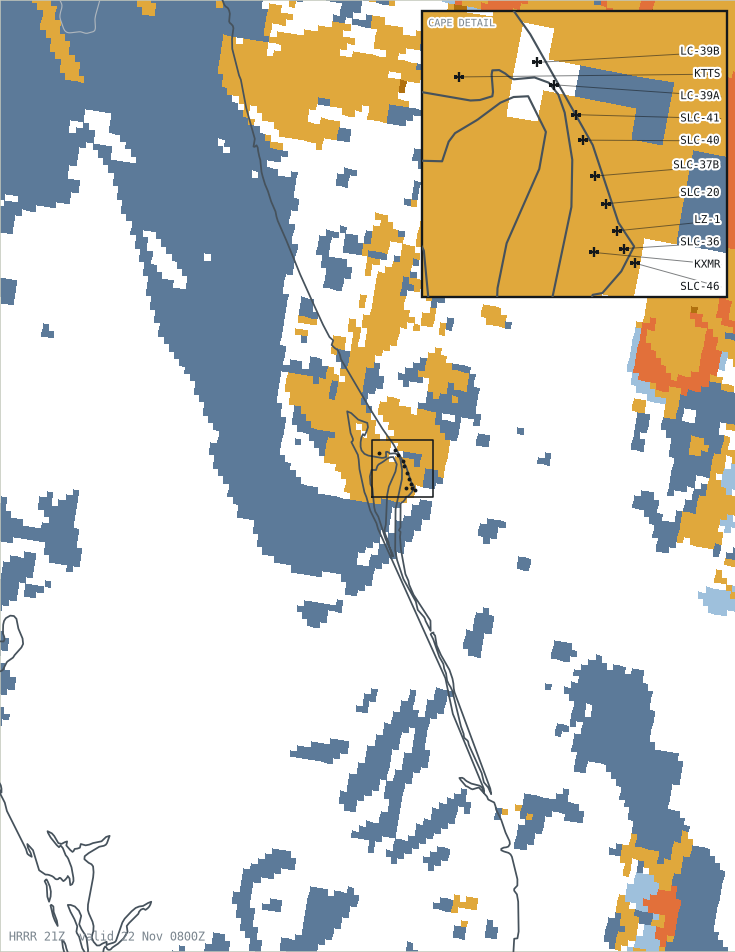 CAPE DETAIL
LC-39B
KTTS
LC-39A
SLC-41
SLC-40
SLC-37B
SLC-20
LZ-1
SLC-36
KXMR
SLC-46
HRRR 21Z  valid 22 Nov 0800Z